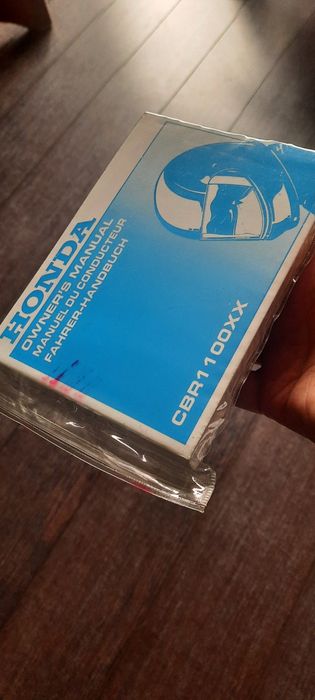 HONDA
OWNER'S MANUAL
MANUEL DU CONDUCTEUR
FAHRER-HANDBUCH
CBR1100XX